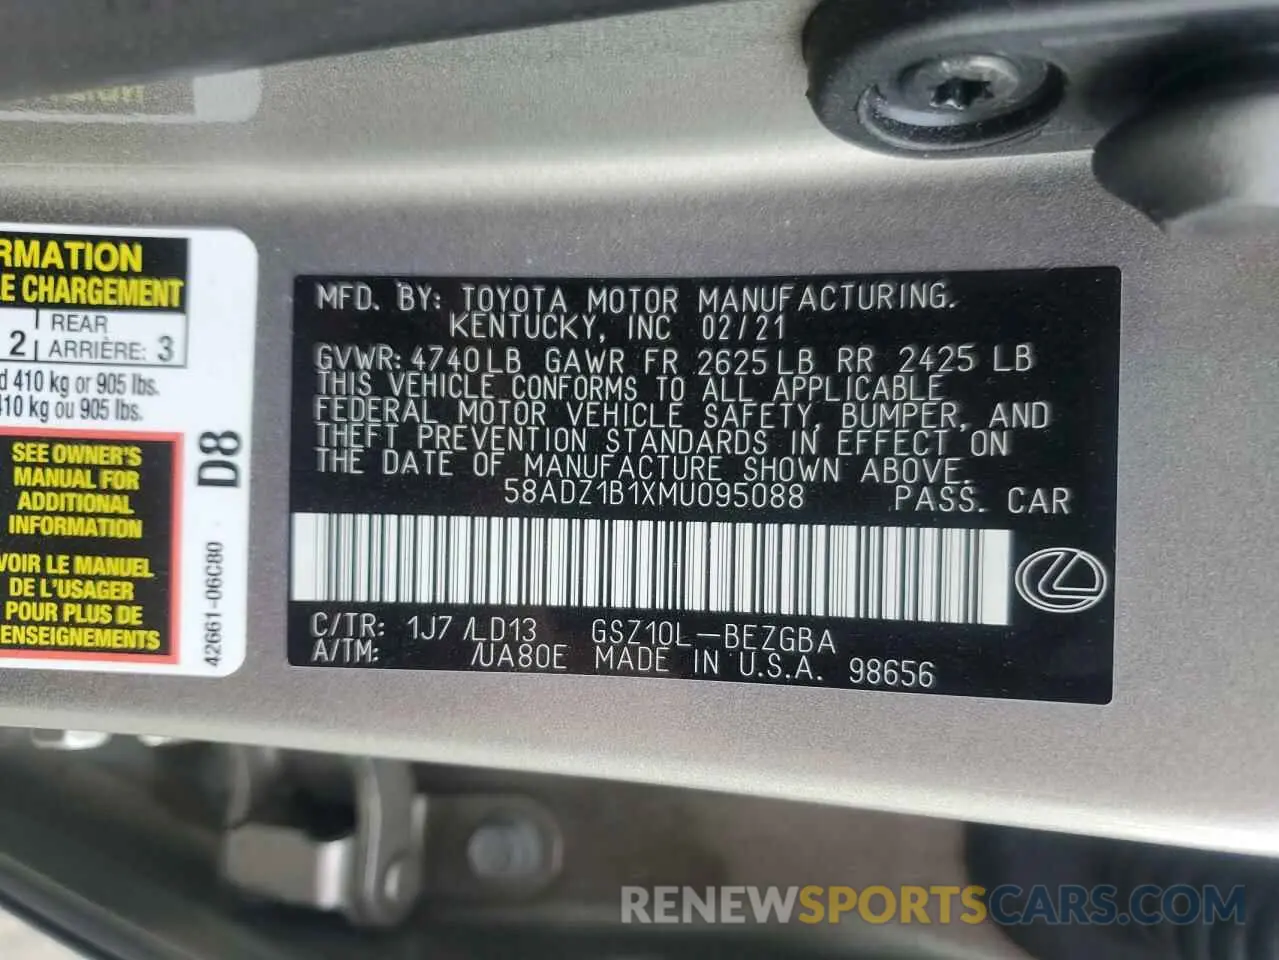 RMATION
E CHARGEMENT
2 REAR
ARRIÈRE: 3
d 410 kg or 905 lbs.
410 kg ou 905 lbs.
SEE OWNER'S
MANUAL FOR
ADDITIONAL
INFORMATION
VOIR LE MANUEL
DE L'USAGER
POUR PLUS DE
ENSEIGNEMENTS
D8
42661-06C80
MFD. BY: TOYOTA MOTOR MANUFACTURING.
KENTUCKY, INC 02/21
GVWR: 4740LB GAWR FR 2625LB RR 2425 LB
THIS VEHICLE CONFORMS TO ALL APPLICABLE
FEDERAL MOTOR VEHICLE SAFETY, BUMPER, AND
THEFT PREVENTION STANDARDS IN EFFECT ON
THE DATE OF MANUFACTURE SHOWN ABOVE.
58ADZ1B1XMU095088 PASS. CAR
C/TR: 1J7 /LD13 GSZ10L-BEZGBA
A/TM: /UA80E MADE IN U.S.A. 98656
RENEWSPORTSCARS.COM